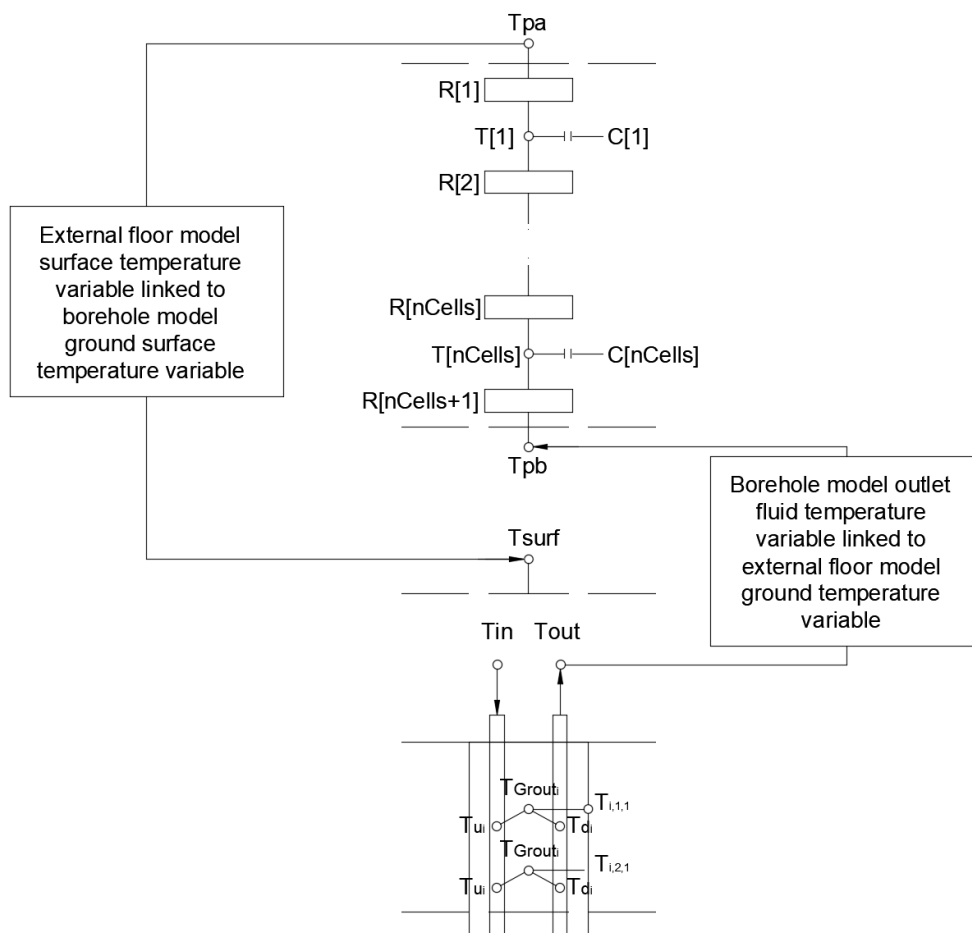 Tpa
R[1]
T[1]
C[1]
R[2]
External floor model
surface temperature
variable linked to
borehole model
ground surface
temperature variable
R[nCells]
T[nCells]
C[nCells]
R[nCells+1]
Tpb
Borehole model outlet
fluid temperature
variable linked to
external floor model
ground temperature
variable
Tsurf
Tin
Tout
TGrouti
Ti,1,1
Tui
Tdi
TGrouti
Ti,2,1
Tui
Tdi